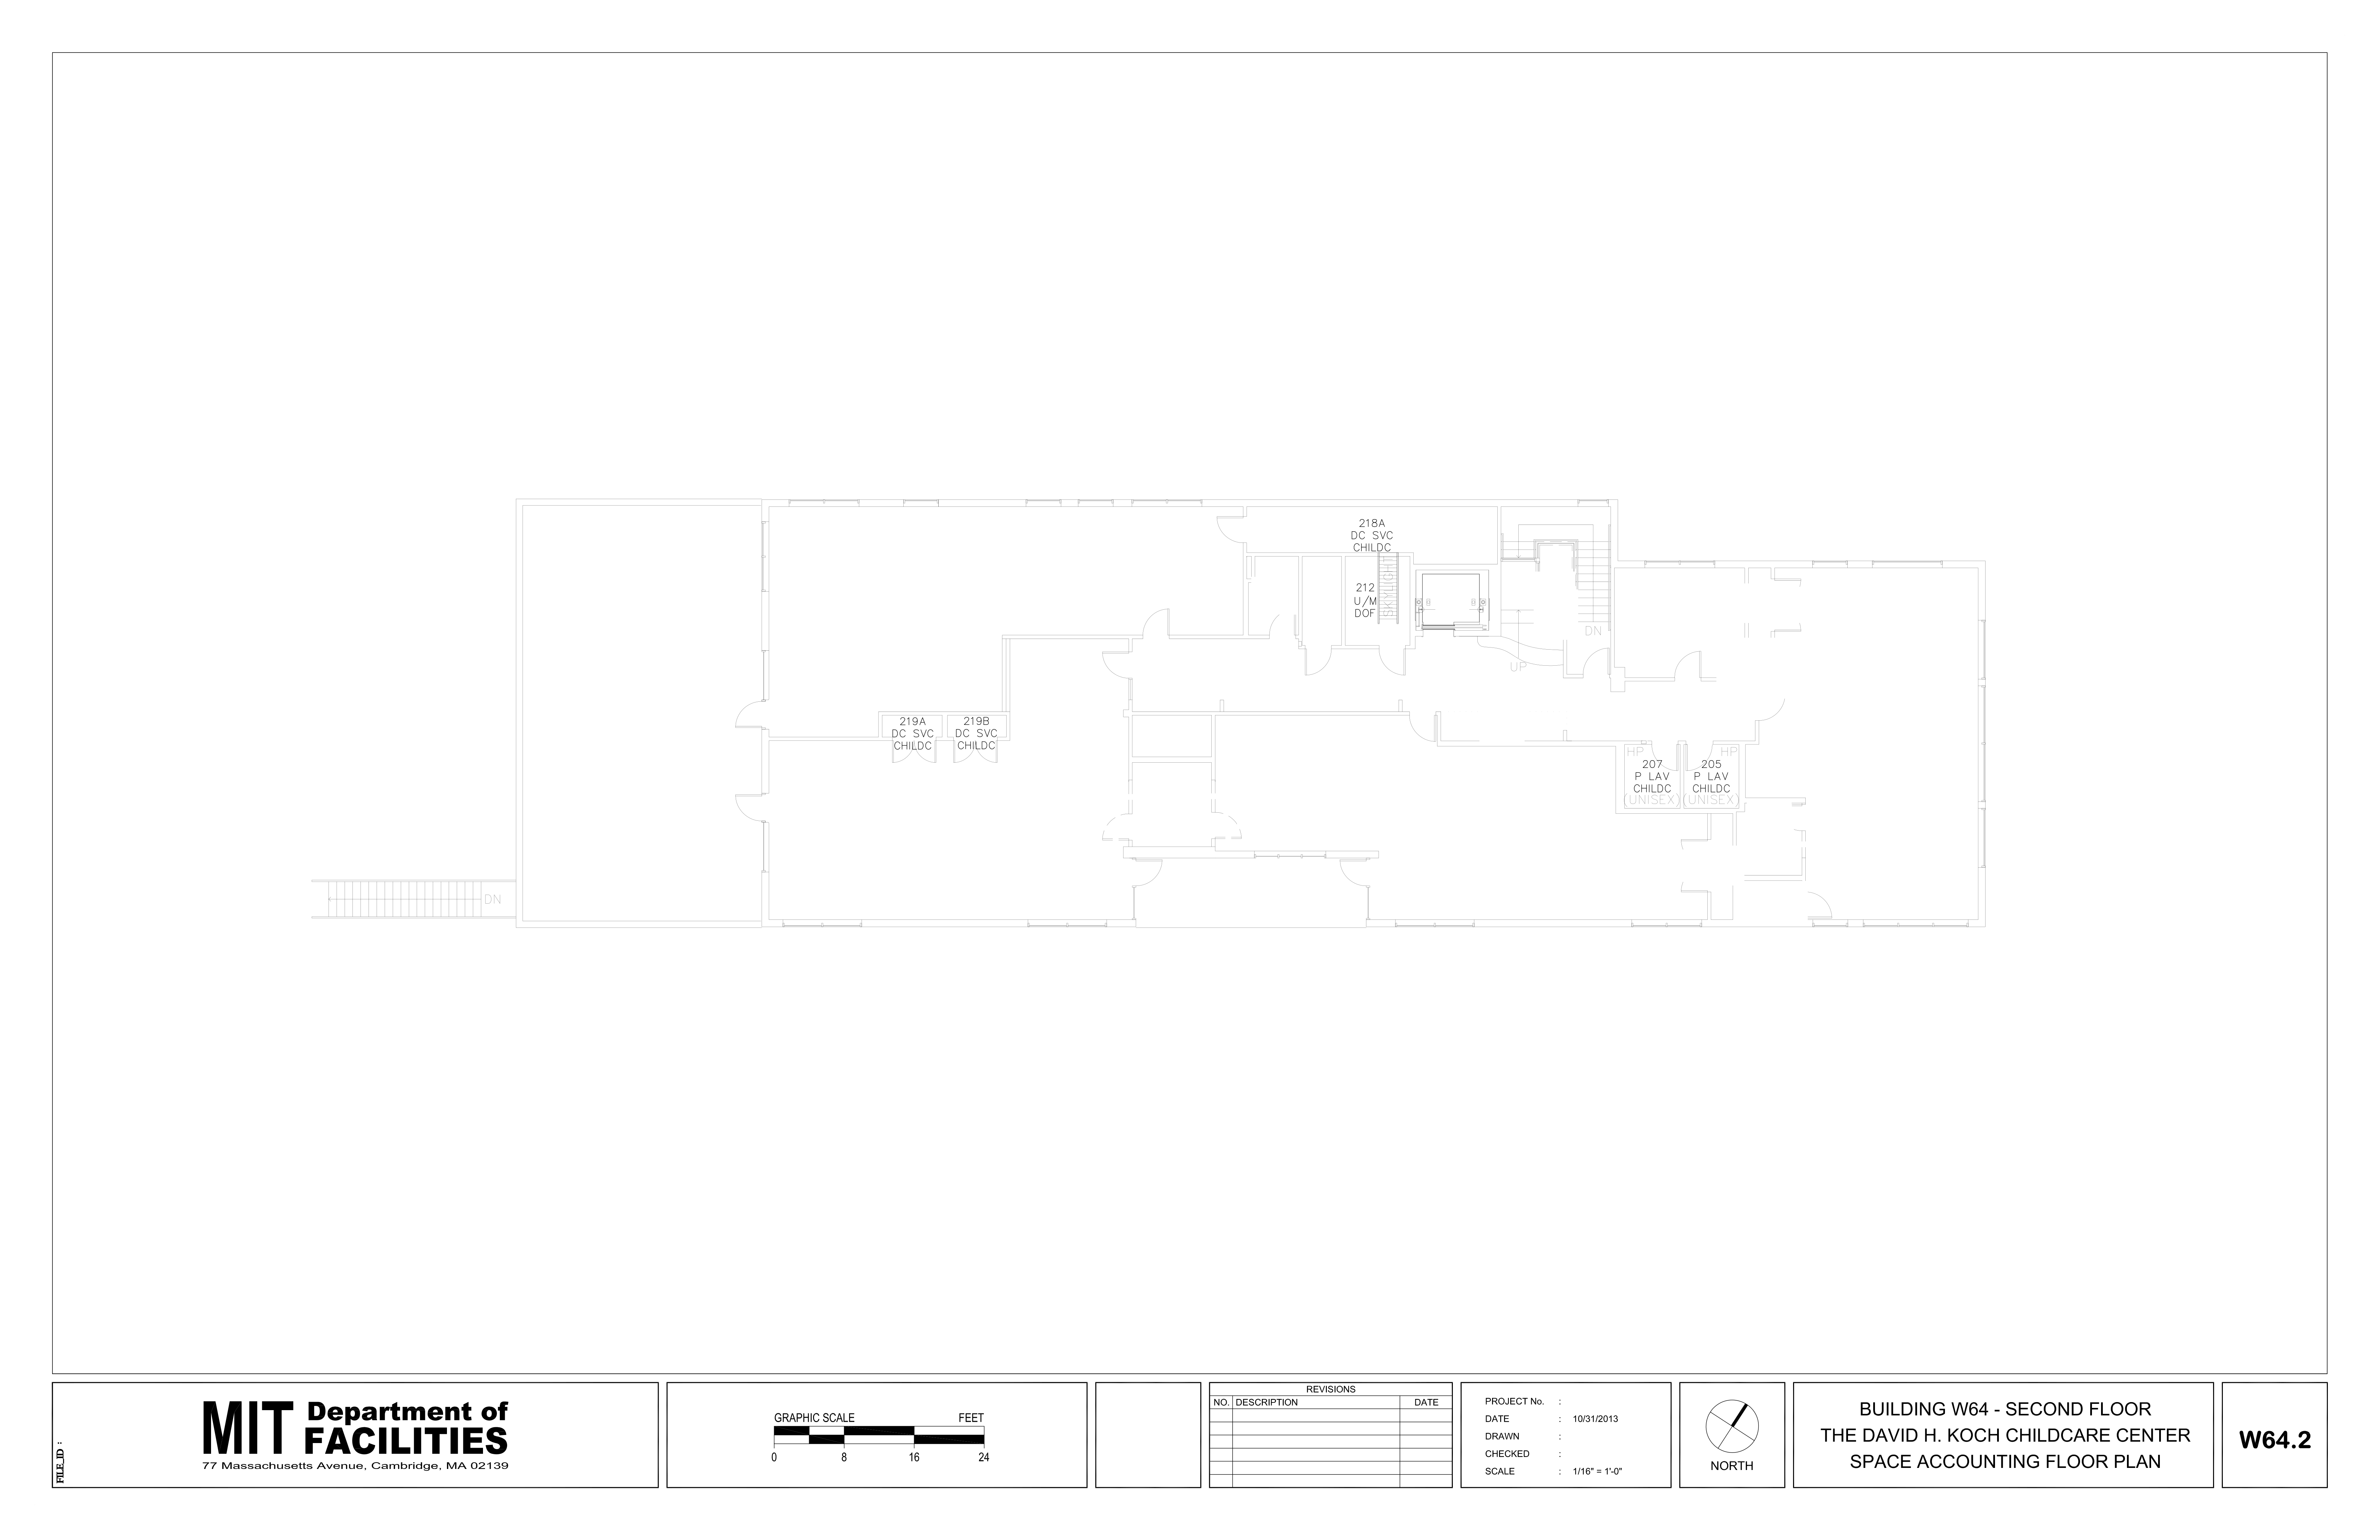 218A
DC SVC
CHILDC
SKYLIGHT
212
U/M
DOF
DN
UP
219A
DC SVC
CHILDC
219B
DC SVC
CHILDC
HP
207
P LAV
CHILDC
(UNISEX)
HP
205
P LAV
CHILDC
(UNISEX)
DN
FILE_ID :
MIT Department of
FACILITIES
77 Massachusetts Avenue, Cambridge, MA 02139
GRAPHIC SCALE FEET
0 8 16 24
REVISIONS
NO. DESCRIPTION DATE
PROJECT No. :
DATE : 10/31/2013
DRAWN :
CHECKED :
SCALE : 1/16" = 1'-0"
NORTH
BUILDING W64 - SECOND FLOOR
THE DAVID H. KOCH CHILDCARE CENTER
SPACE ACCOUNTING FLOOR PLAN
W64.2